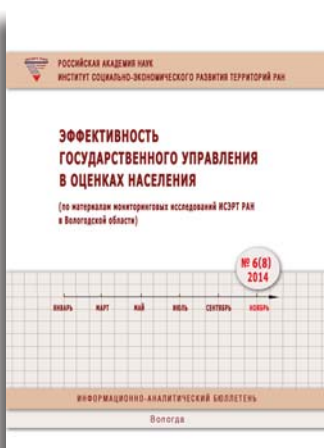 РОССИЙСКАЯ АКАДЕМИЯ НАУК
ИНСТИТУТ СОЦИАЛЬНО-ЭКОНОМИЧЕСКОГО РАЗВИТИЯ ТЕРРИТОРИЙ РАН
ЭФФЕКТИВНОСТЬ
ГОСУДАРСТВЕННОГО УПРАВЛЕНИЯ
В ОЦЕНКАХ НАСЕЛЕНИЯ
(по материалам мониторинговых исследований ИСЭРТ РАН
в Вологодской области)
№ 6(8)
2014
ЯНВАРЬ МАРТ МАЙ ИЮЛЬ СЕНТЯБРЬ НОЯБРЬ
ИНФОРМАЦИОННО-АНАЛИТИЧЕСКИЙ БЮЛЛЕТЕНЬ
Вологда